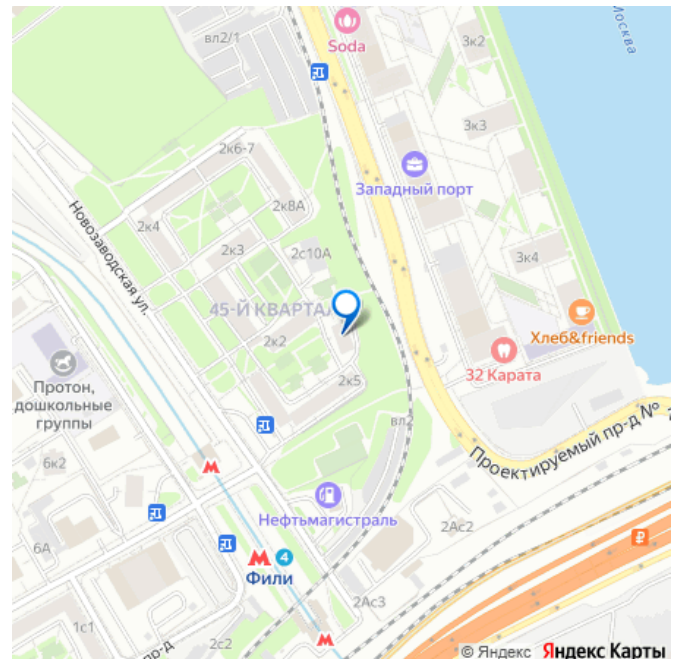 вл2/1
Soda
3к2
Москва
3к3
2к6-7
Западный порт
2к8А
2к4
2к3
2с10А
3к4
Новозаводская ул.
45-Й КВАРТАЛ
2к2
Хлеб&friends
32 Карата
Протон,
дошкольные
группы
2к5
вл2
Проектируемый пр-д №
6к2
Нефтьмагистраль
2Ас2
6А
4
Фили
2Ас3
1с1
пр-д
2с2
© Яндекс Яндекс Карты